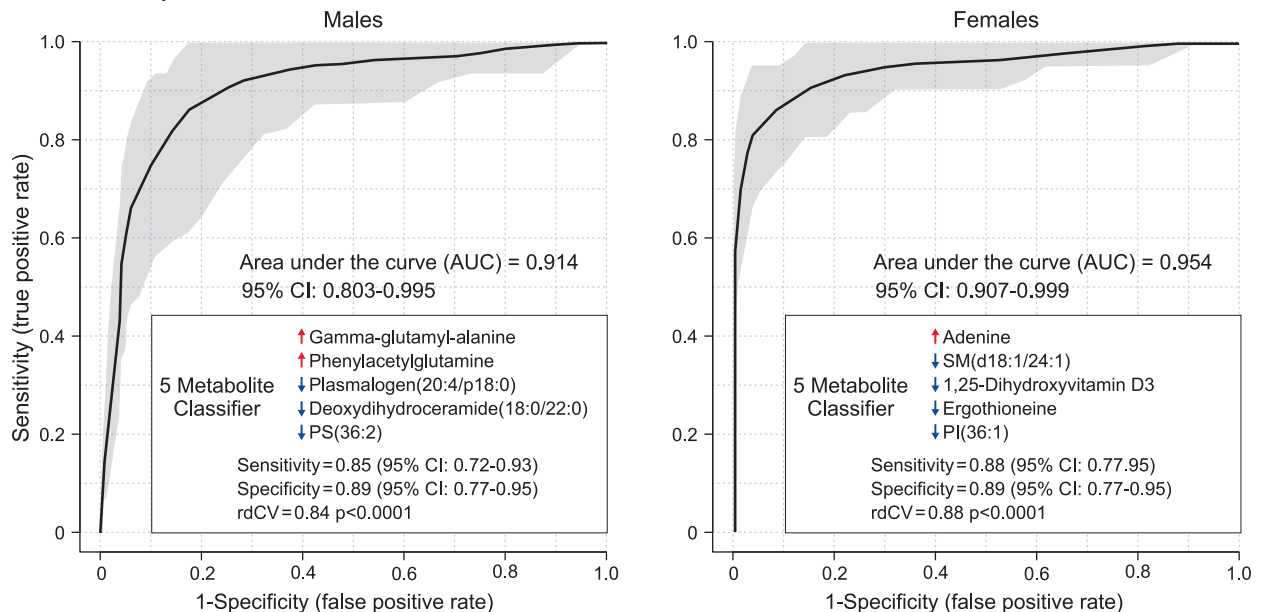 Males
1.0
0.8
0.6
0.4
0.2
0
Sensitivity (true positive rate)
Area under the curve (AUC) = 0.914
95% CI: 0.803-0.995
5 Metabolite
Classifier
Gamma-glutamyl-alanine
Phenylacetylglutamine
Plasmalogen(20:4/p18:0)
Deoxydihydroceramide(18:0/22:0)
PS(36:2)
Sensitivity=0.85 (95% CI: 0.72-0.93)
Specificity=0.89 (95% CI: 0.77-0.95)
rdCV=0.84 p<0.0001
0 0.2 0.4 0.6 0.8 1.0
1-Specificity (false positive rate)
Females
1.0
0.8
0.6
0.4
0.2
0
Area under the curve (AUC) = 0.954
95% CI: 0.907-0.999
5 Metabolite
Classifier
Adenine
SM(d18:1/24:1)
1,25-Dihydroxyvitamin D3
Ergothioneine
PI(36:1)
Sensitivity=0.88 (95% CI: 0.77.95)
Specificity=0.89 (95% CI: 0.77-0.95)
rdCV=0.88 p<0.0001
0 0.2 0.4 0.6 0.8 1.0
1-Specificity (false positive rate)